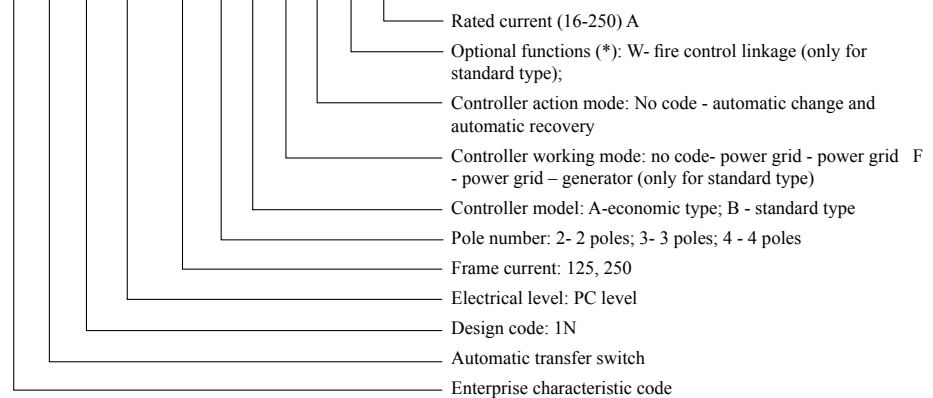 Rated current (16-250) A
Optional functions (*): W- fire control linkage (only for
standard type);
Controller action mode: No code - automatic change and
automatic recovery
Controller working mode: no code- power grid - power grid F
- power grid – generator (only for standard type)
Controller model: A-economic type; B - standard type
Pole number: 2- 2 poles; 3- 3 poles; 4 - 4 poles
Frame current: 125, 250
Electrical level: PC level
Design code: 1N
Automatic transfer switch
Enterprise characteristic code